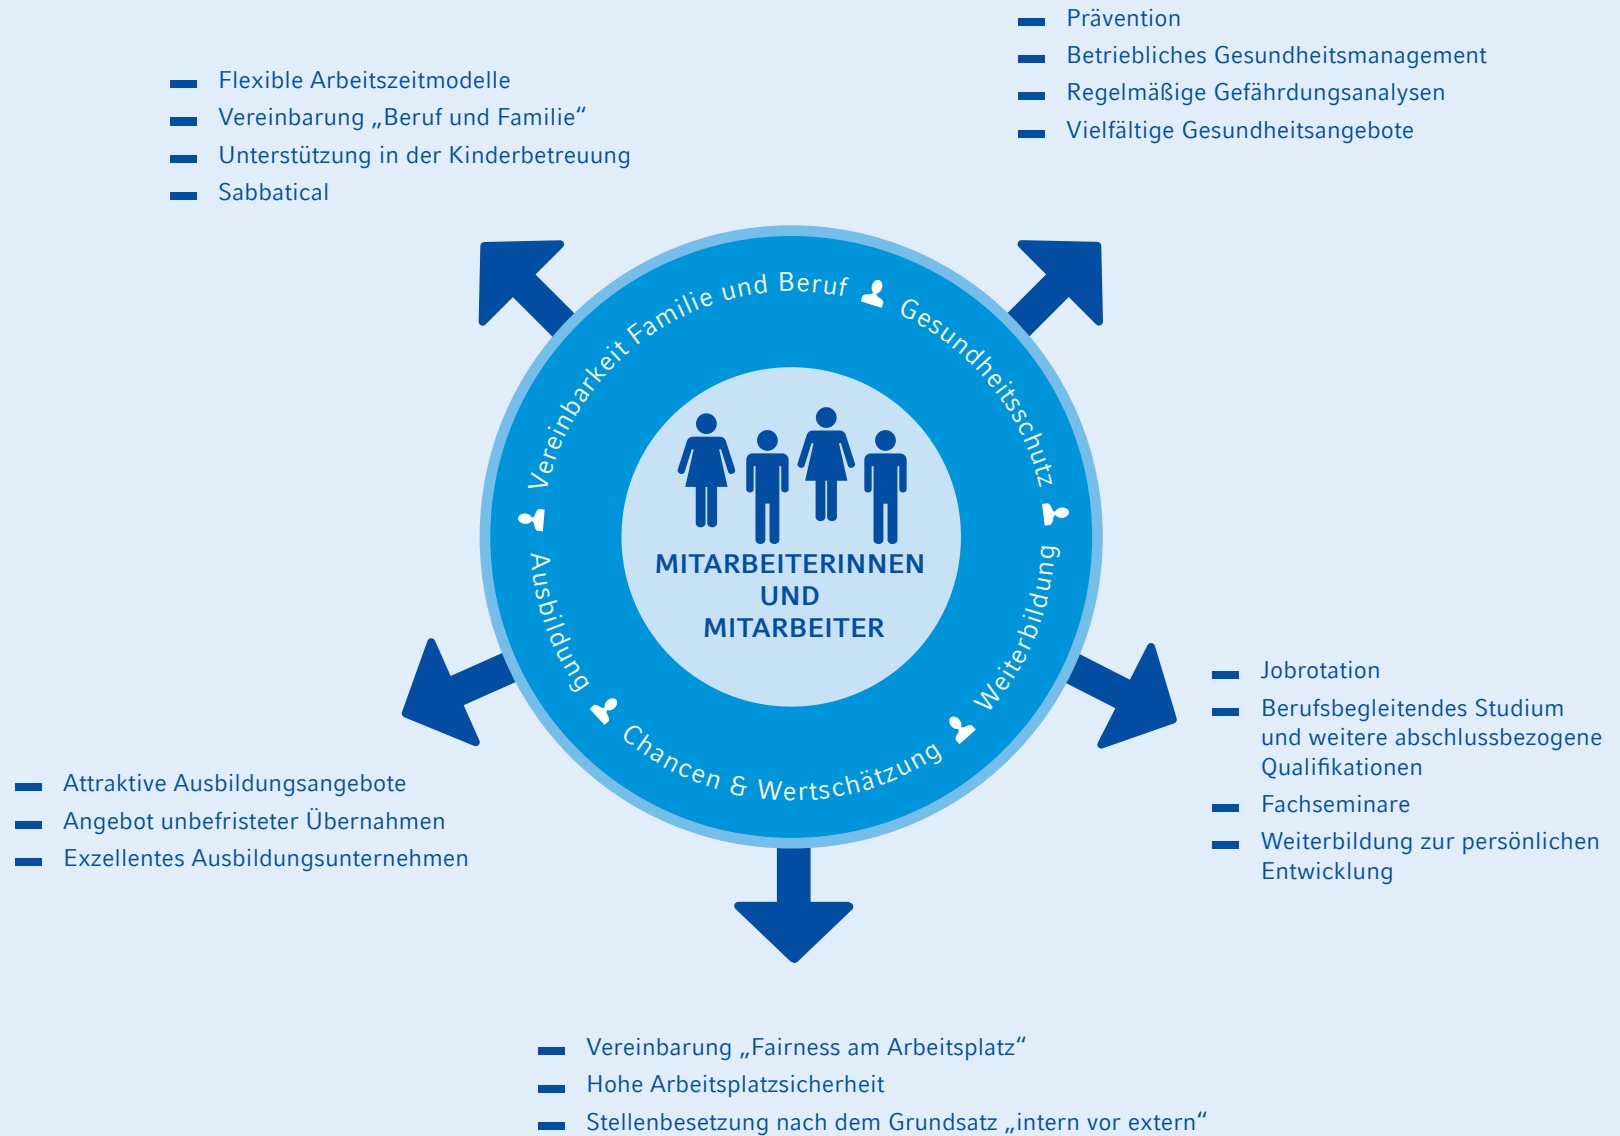 Flexible Arbeitszeitmodelle
Vereinbarung „Beruf und Familie“
Unterstützung in der Kinderbetreuung
Sabbatical
Prävention
Betriebliches Gesundheitsmanagement
Regelmäßige Gefährdungsanalysen
Vielfältige Gesundheitsangebote
Vereinbarkeit Familie und Beruf
Gesundheitsschutz
Weiterbildung
Chancen & Wertschätzung
Ausbildung
MITARBEITERINNEN
UND
MITARBEITER
Jobrotation
Berufsbegleitendes Studium
und weitere abschlussbezogene
Qualifikationen
Fachseminare
Weiterbildung zur persönlichen
Entwicklung
Attraktive Ausbildungsangebote
Angebot unbefristeter Übernahmen
Exzellentes Ausbildungsunternehmen
Vereinbarung „Fairness am Arbeitsplatz“
Hohe Arbeitsplatzsicherheit
Stellenbesetzung nach dem Grundsatz „intern vor extern“